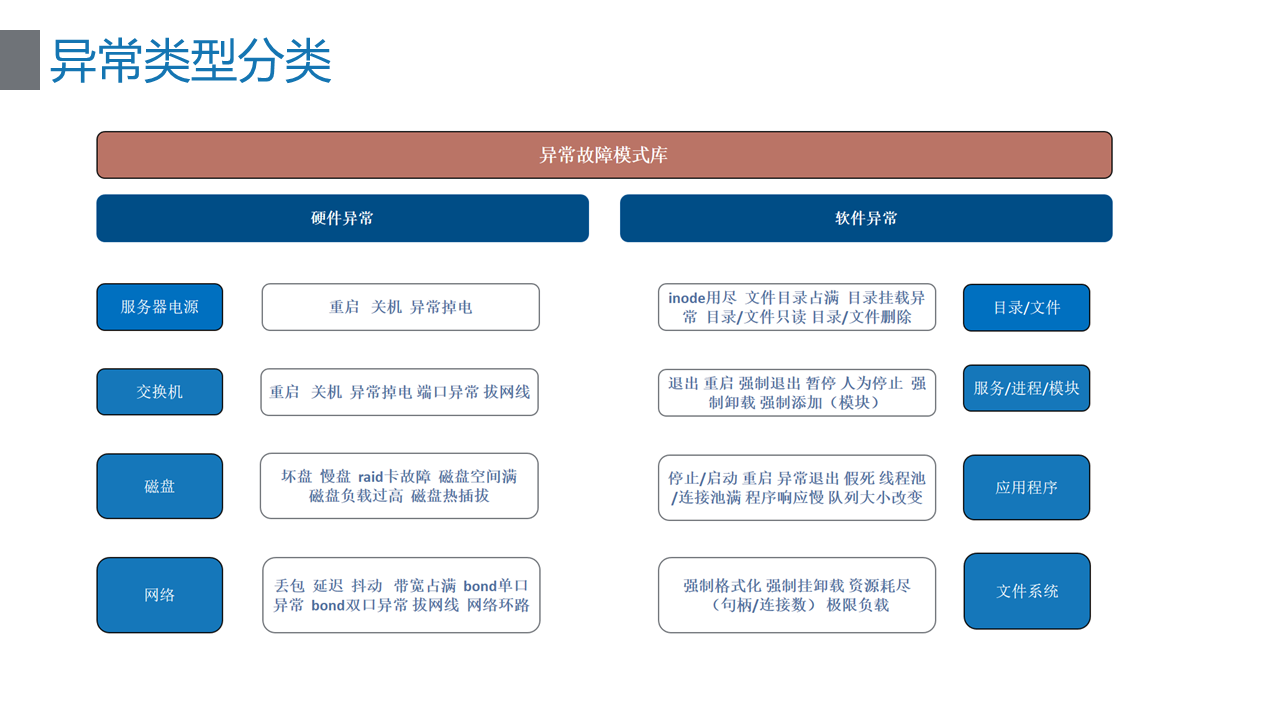 异常类型分类
异常故障模式库
硬件异常
软件异常
服务器电源
重启 关机 异常掉电
inode用尽 文件目录占满 目录挂载异
常 目录/文件只读 目录/文件删除
目录/文件
交换机
重启 关机 异常掉电 端口异常 拔网线
退出 重启 强制退出 暂停 人为停止 强
制卸载 强制添加（模块）
服务/进程/模块
磁盘
坏盘 慢盘 raid卡故障 磁盘空间满
磁盘负载过高 磁盘热插拔
停止/启动 重启 异常退出 假死 线程池
/连接池满 程序响应慢 队列大小改变
应用程序
网络
丢包 延迟 抖动 带宽占满 bond单口
异常 bond双口异常 拔网线 网络环路
强制格式化 强制挂卸载 资源耗尽
（句柄/连接数） 极限负载
文件系统